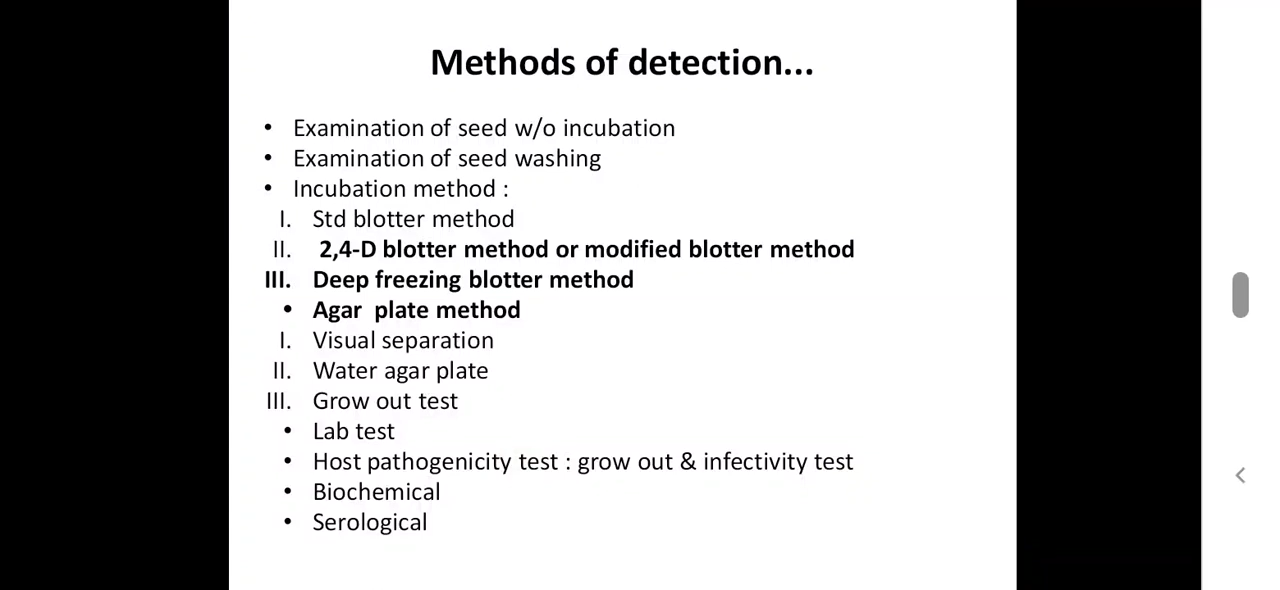 Methods of detection...
• Examination of seed w/o incubation
• Examination of seed washing
• Incubation method :
I. Std blotter method
II. 2,4-D blotter method or modified blotter method
III. Deep freezing blotter method
• Agar plate method
I. Visual separation
II. Water agar plate
III. Grow out test
• Lab test
• Host pathogenicity test : grow out & infectivity test
• Biochemical
• Serological